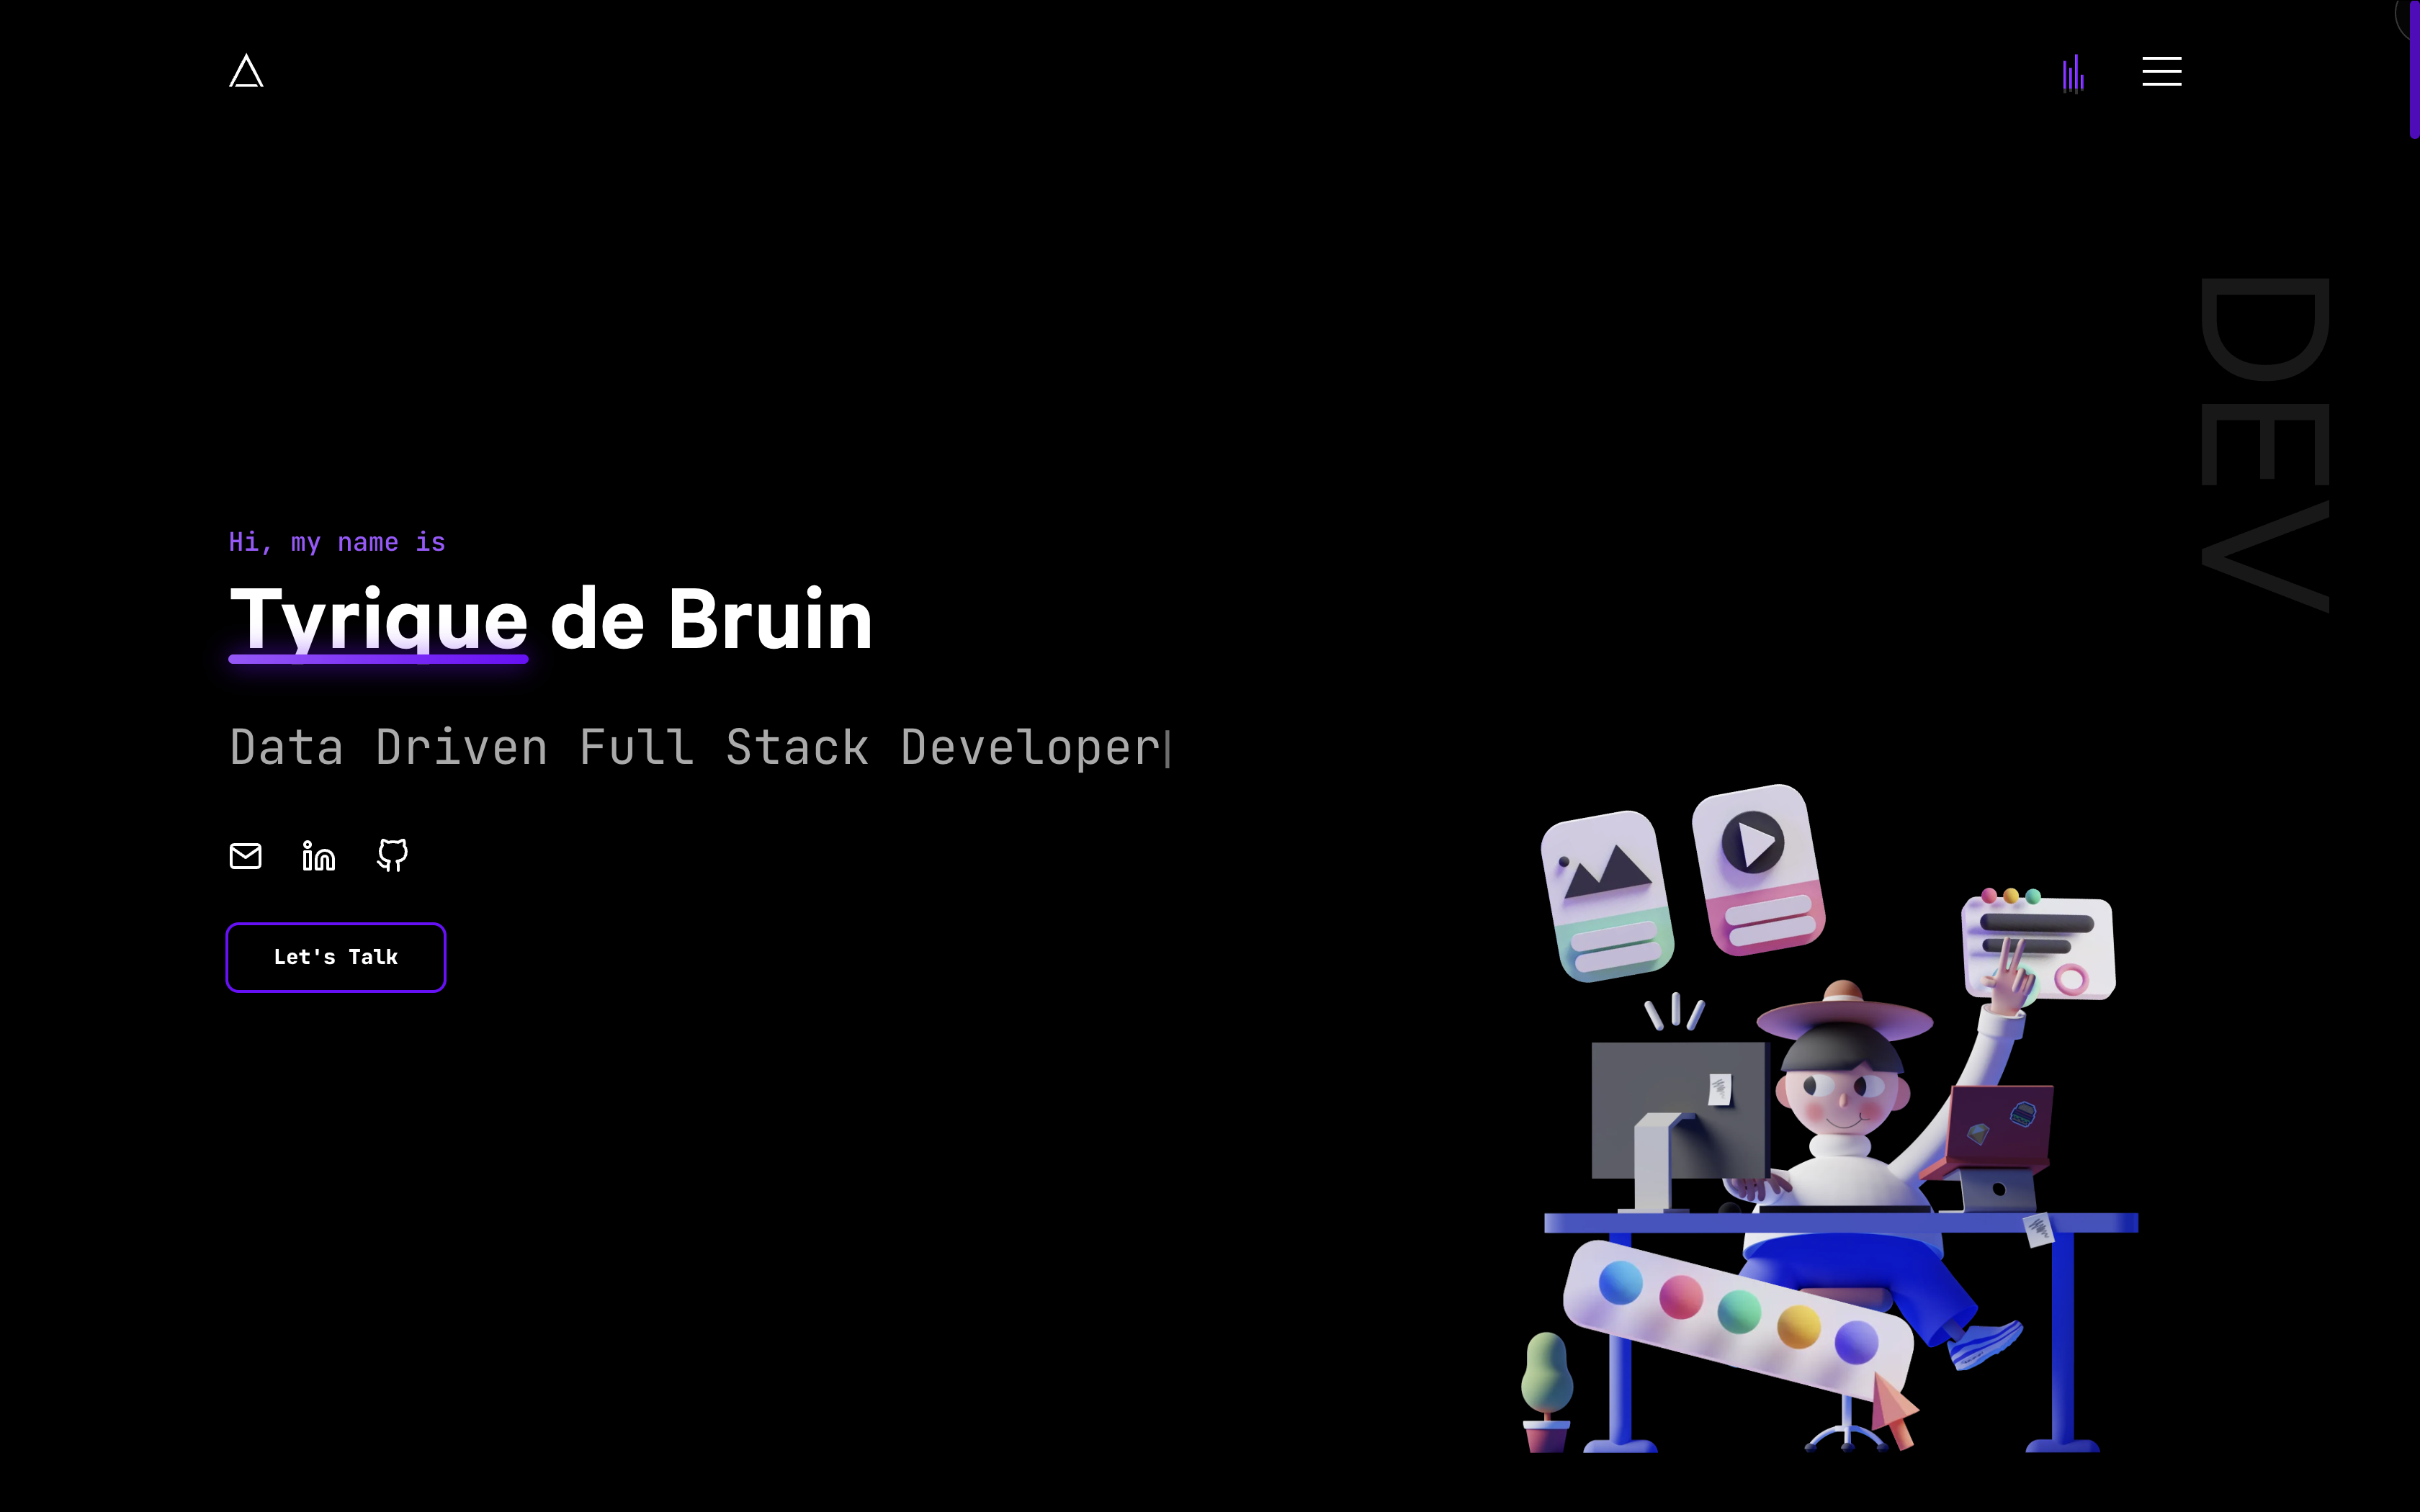 DEV
Hi, my name is
Tyrique de Bruin
Data Driven Full Stack Developer
Let's Talk